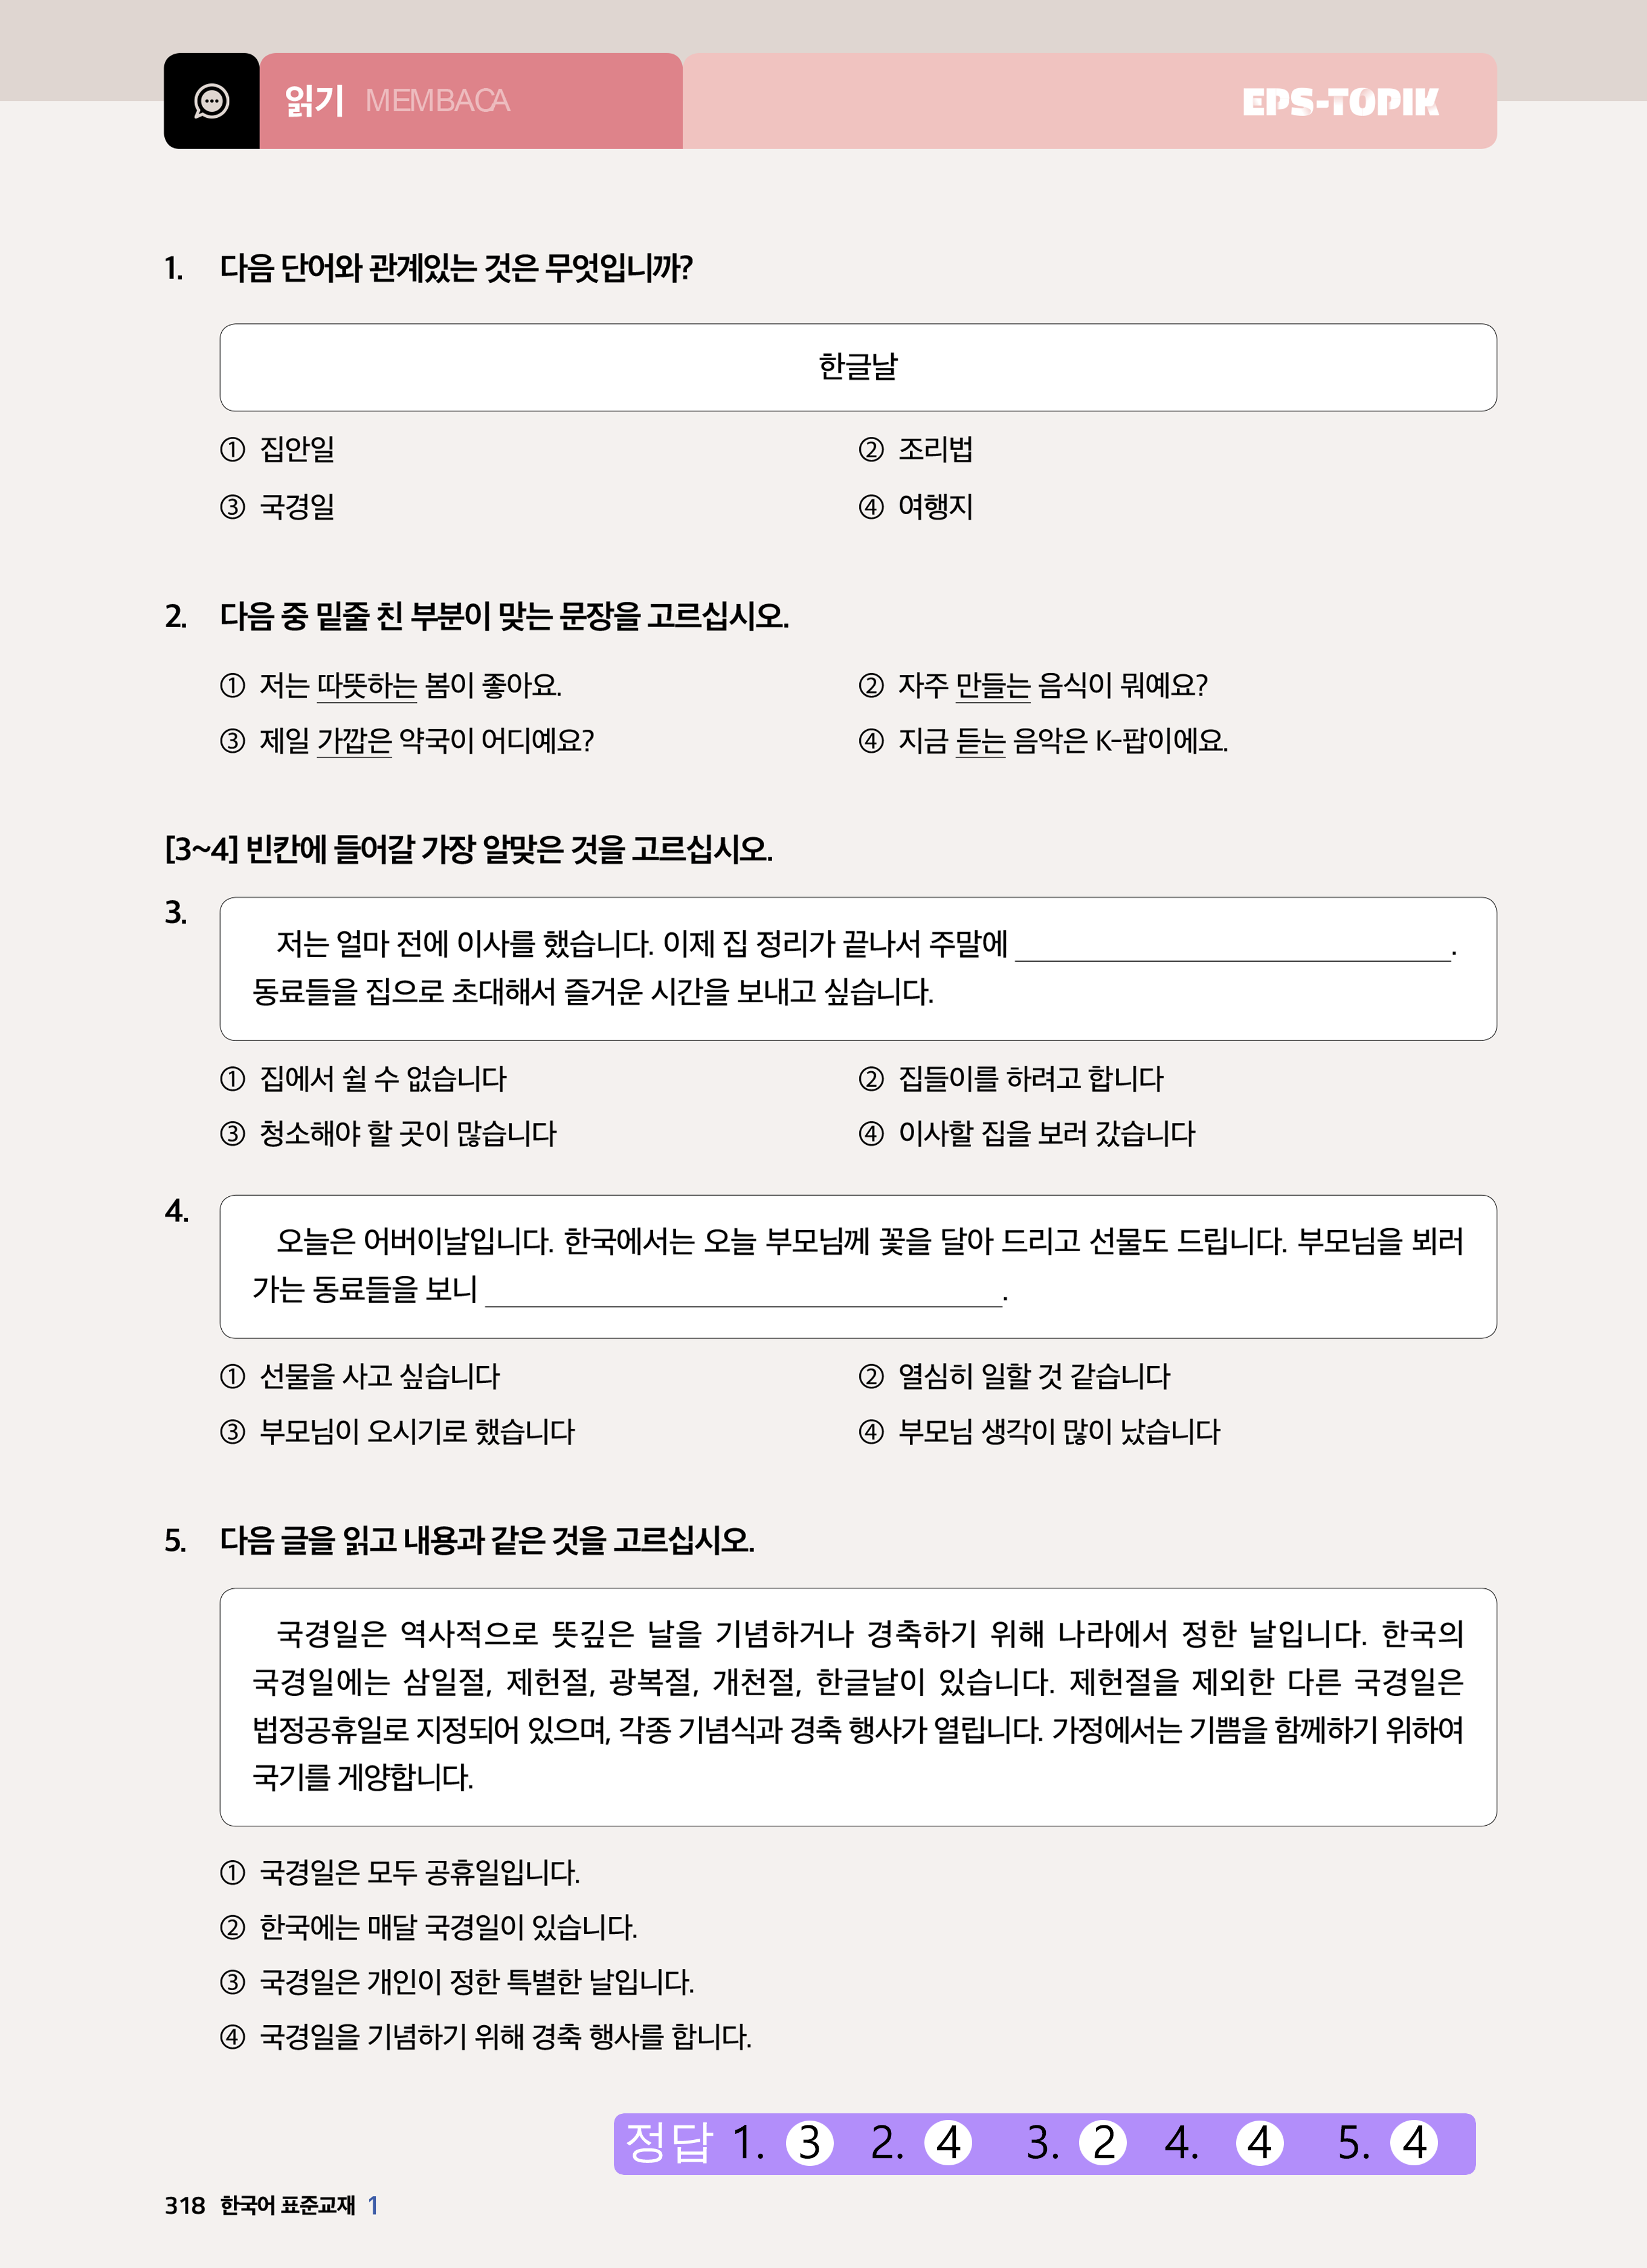 읽기 MEMBACA
EPS-TOPIK
1. 다음 단어와 관계있는 것은 무엇입니까?
한글날
① 집안일 ② 조리법
③ 국경일 ④ 여행지
2. 다음 중 밑줄 친 부분이 맞는 문장을 고르십시오.
① 저는 따뜻하는 봄이 좋아요. ② 자주 만들는 음식이 뭐예요?
③ 제일 가깝은 약국이 어디예요? ④ 지금 듣는 음악은 K-팝이에요.
[3~4] 빈칸에 들어갈 가장 알맞은 것을 고르십시오.
3. 저는 얼마 전에 이사를 했습니다. 이제 집 정리가 끝나서 주말에 ______________________.
동료들을 집으로 초대해서 즐거운 시간을 보내고 싶습니다.
① 집에서 쉴 수 없습니다 ② 집들이를 하려고 합니다
③ 청소해야 할 곳이 많습니다 ④ 이사할 집을 보러 갔습니다
4. 오늘은 어버이날입니다. 한국에서는 오늘 부모님께 꽃을 달아 드리고 선물도 드립니다. 부모님을 뵈러
가는 동료들을 보니 __________________________.
① 선물을 사고 싶습니다 ② 열심히 일할 것 같습니다
③ 부모님이 오시기로 했습니다 ④ 부모님 생각이 많이 났습니다
5. 다음 글을 읽고 내용과 같은 것을 고르십시오.
국경일은 역사적으로 뜻깊은 날을 기념하거나 경축하기 위해 나라에서 정한 날입니다. 한국의
국경일에는 삼일절, 제헌절, 광복절, 개천절, 한글날이 있습니다. 제헌절을 제외한 다른 국경일은
법정공휴일로 지정되어 있으며, 각종 기념식과 경축 행사가 열립니다. 가정에서는 기쁨을 함께하기 위하여
국기를 게양합니다.
① 국경일은 모두 공휴일입니다.
② 한국에는 매달 국경일이 있습니다.
③ 국경일은 개인이 정한 특별한 날입니다.
④ 국경일을 기념하기 위해 경축 행사를 합니다.
정답 1. 3 2. 4 3. 2 4. 4 5. 4
318 한국어 표준교재 1